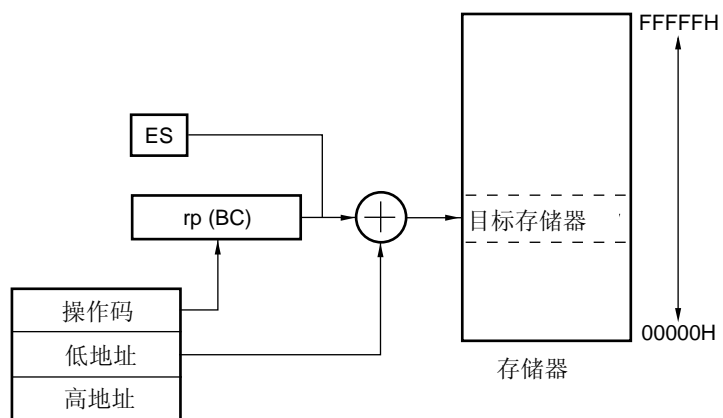 FFFFFH
ES
rp (BC)
目标存储器
操作码
低地址
高地址
00000H
存储器